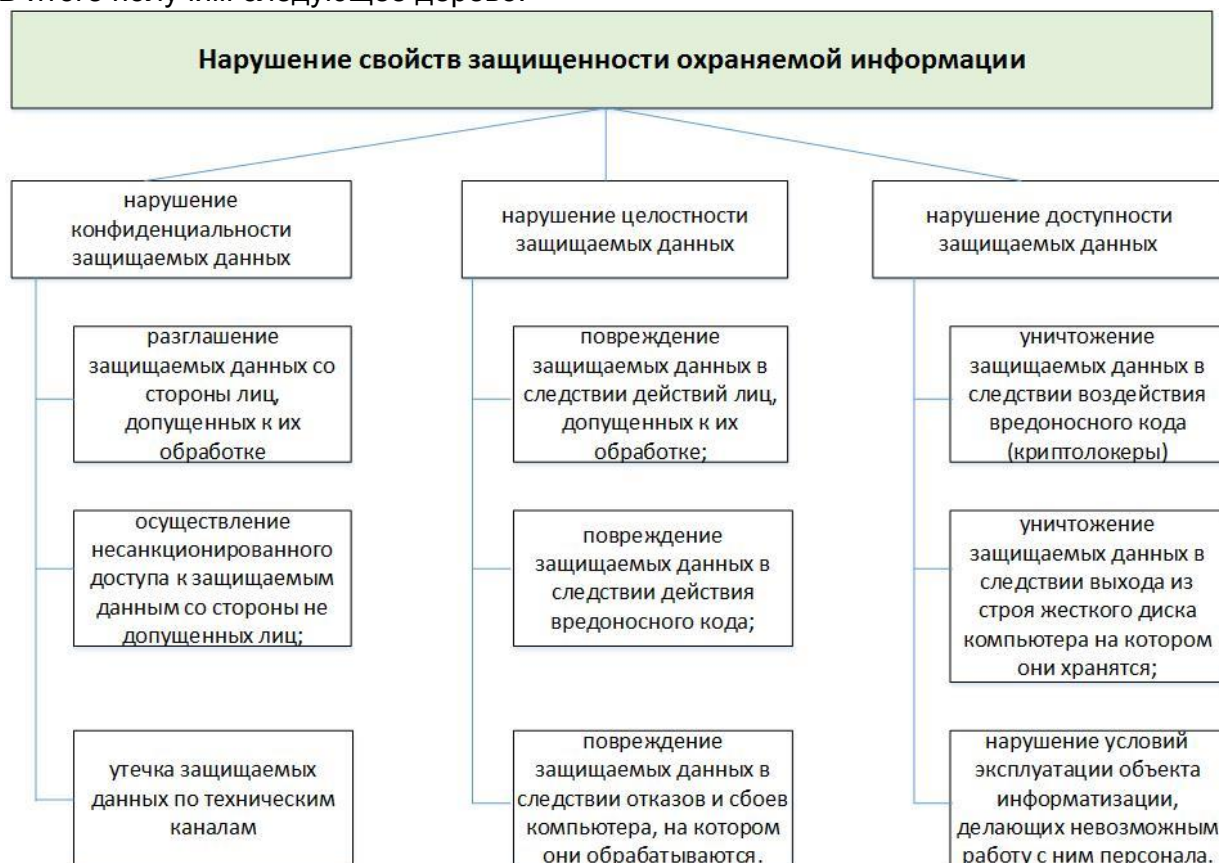 В итоге получим следующее дерево:
Нарушение свойств защищенности охраняемой информации
нарушение
конфиденциальности
защищаемых данных
разглашение
защищаемых данных со
стороны лиц,
допущенных к их
обработке
осуществление
несанкционированного
доступа к защищаемым
данным со стороны не
допущенных лиц;
утечка защищаемых
данных по техническим
каналам
нарушение целостности
защищаемых данных
повреждение
защищаемых данных в
следствии действий лиц,
допущенных к их
обработке;
повреждение
защищаемых данных в
следствии действия
вредоносного кода;
повреждение
защищаемых данных в
следствии отказов и сбоев
компьютера, на котором
они обрабатываются.
нарушение доступности
защищаемых данных
уничтожение
защищаемых данных в
следствии воздействия
вредоносного кода
(криптолокеры)
уничтожение
защищаемых данных в
следствии выхода из
строя жесткого диска
компьютера на котором
они хранятся;
нарушение условий
эксплуатации объекта
информатизации,
делающих невозможным
работу с ним персонала.